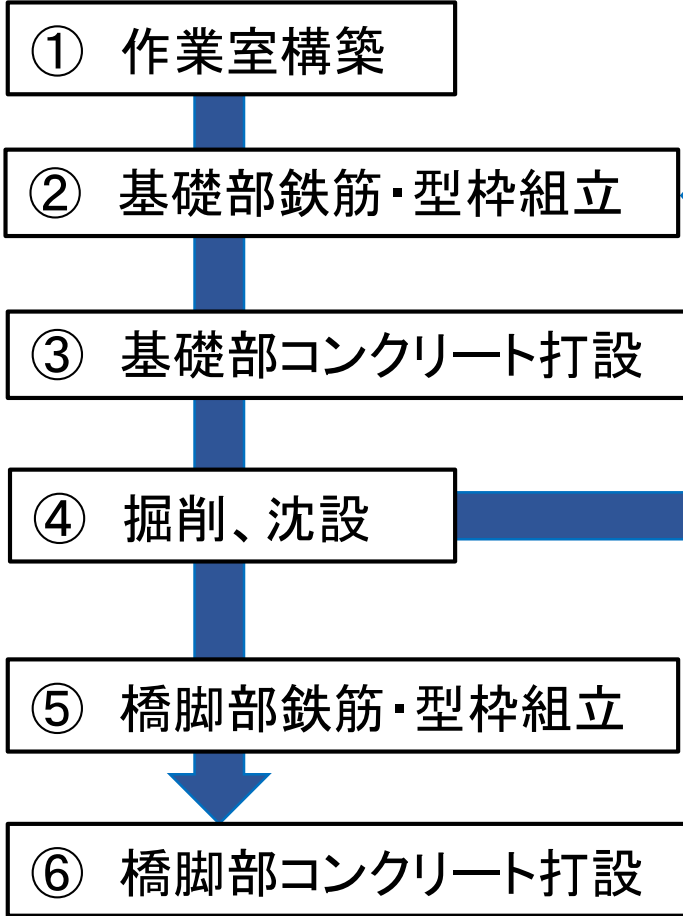 ① 作業室構築
② 基礎部鉄筋・型枠組立
③ 基礎部コンクリート打設
④ 掘削、沈設
⑤ 橋脚部鉄筋・型枠組立
⑥ 橋脚部コンクリート打設